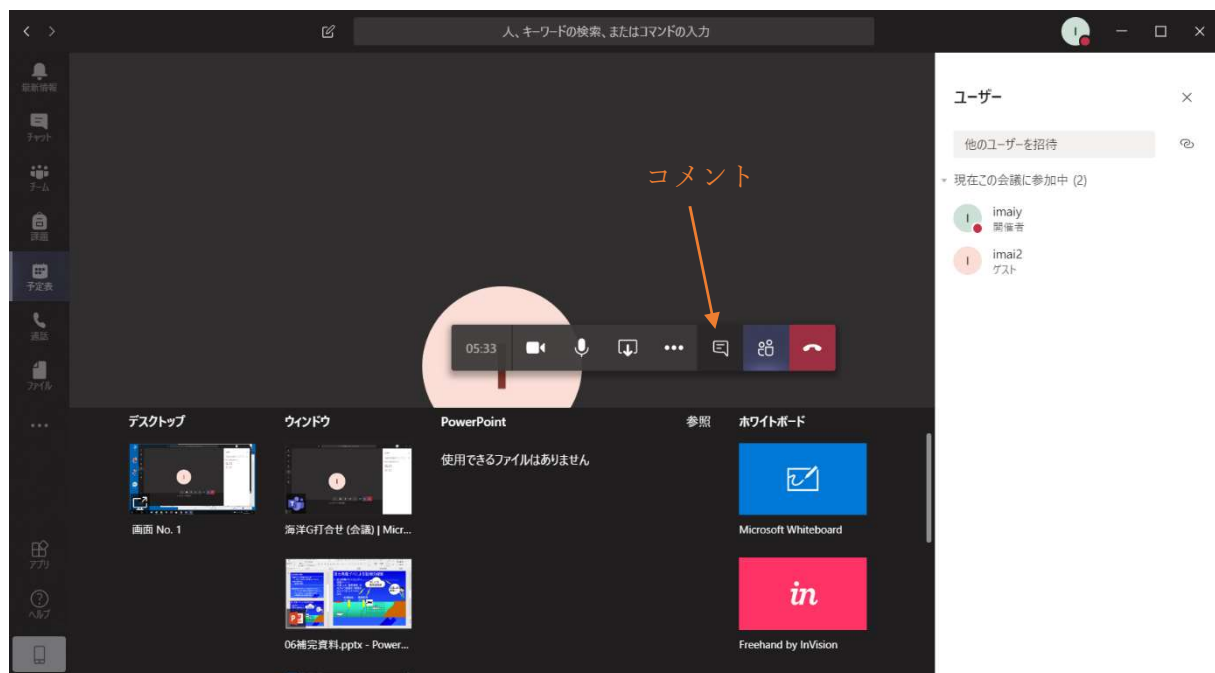 人、キーワードの検索、またはコマンドの入力
I
最新情報
チャット
チーム
課題
予定表
通話
ファイル
アプリ
ヘルプ
コメント
05:33
ユーザー
他のユーザーを招待
現在この会議に参加中 (2)
I
imaiy
開催者
I
imai2
ゲスト
デスクトップ
ウィンドウ
PowerPoint
参照
ホワイトボード
画面 No. 1
海洋G打合せ (会議) | Micr...
06補完資料.pptx - Power...
使用できるファイルはありません
Microsoft Whiteboard
in
Freehand by InVision